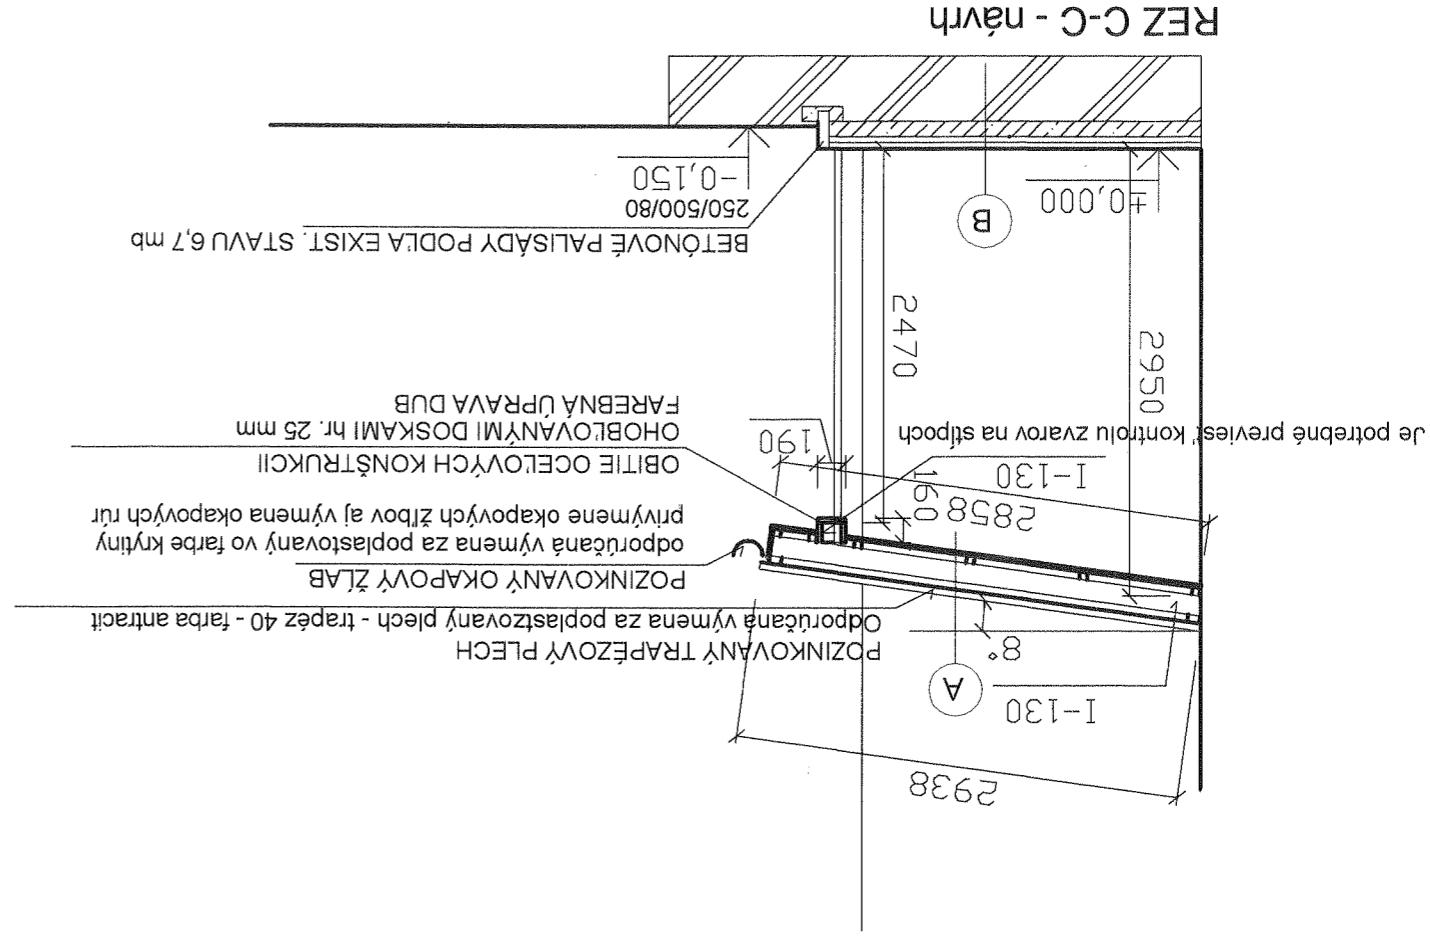 2938
I-130
A
8°
POZINKOVANÝ TRAPÉZOVÝ PLECH
Odporúčaná výmena za poplastzovaný plech - trapéz 40 - farba antracit
POZINKOVANÝ OKAPOVÝ ŽĽAB
odporúčaná výmena za poplastovaný vo farbe krytiny
privýmene okapových žľbov aj výmena okapových rúr
2858
160
I-130
Je potrebné previesť kontrolu zvarov na stĺpoch
190
OBITIE OCEĽOVÝCH KONŠTRUKCII
OHOBĽOVANÝMI DOSKAMI hr. 25 mm
FAREBNÁ ÚPRAVA DUB
2950
2470
BETÓNOVÉ PALISÁDY PODĽA EXIST. STAVU 6,7 mb
250/500/80
B
±0,000
-0,150
REZ C-C - návrh